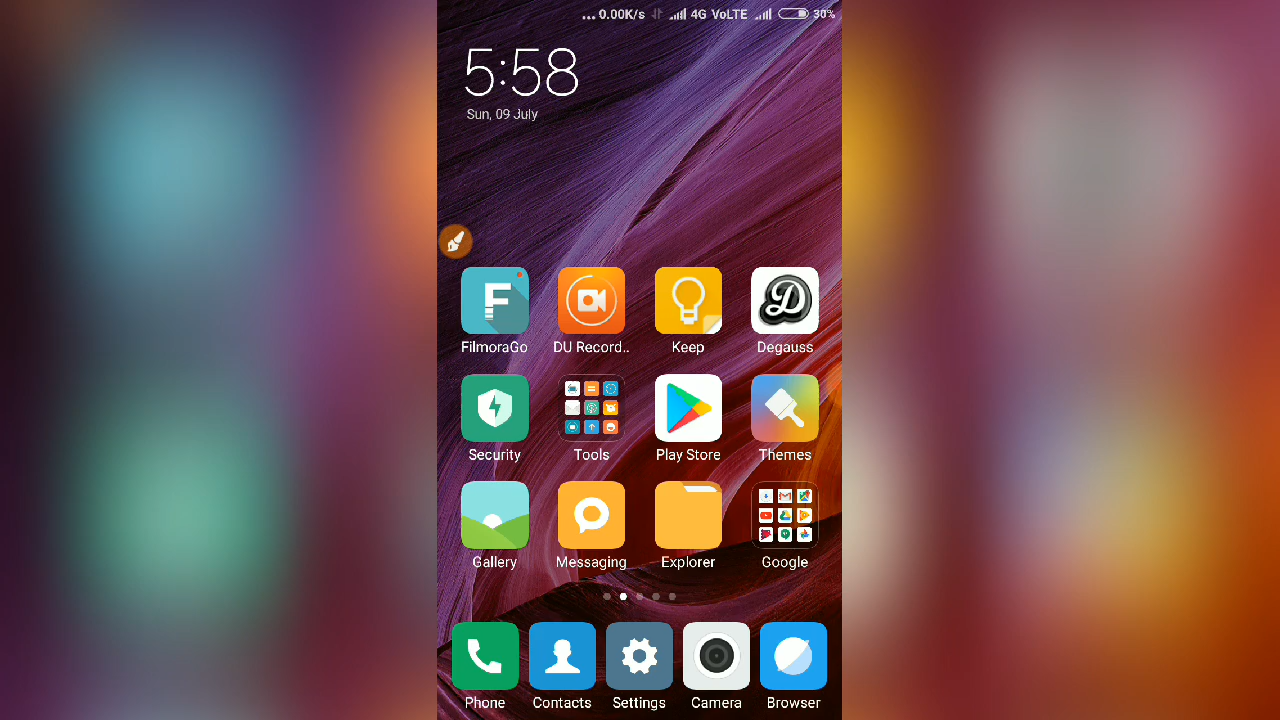 ... 0.00K/s 4G VoLTE 30%
5:58
Sun, 09 July
FilmoraGo DU Record.. Keep Degauss
Security Tools Play Store Themes
Gallery Messaging Explorer Google
Phone Contacts Settings Camera Browser